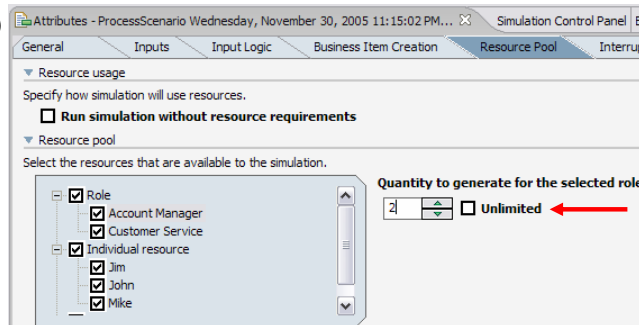 Attributes - ProcessScenario Wednesday, November 30, 2005 11:15:02 PM... Simulation Control Panel
General Inputs Input Logic Business Item Creation Resource Pool
Resource usage
Specify how simulation will use resources.
Run simulation without resource requirements
Resource pool
Select the resources that are available to the simulation.
Quantity to generate for the selected role
Role
2 Unlimited
Account Manager
Customer Service
Individual resource
Jim
John
Mike